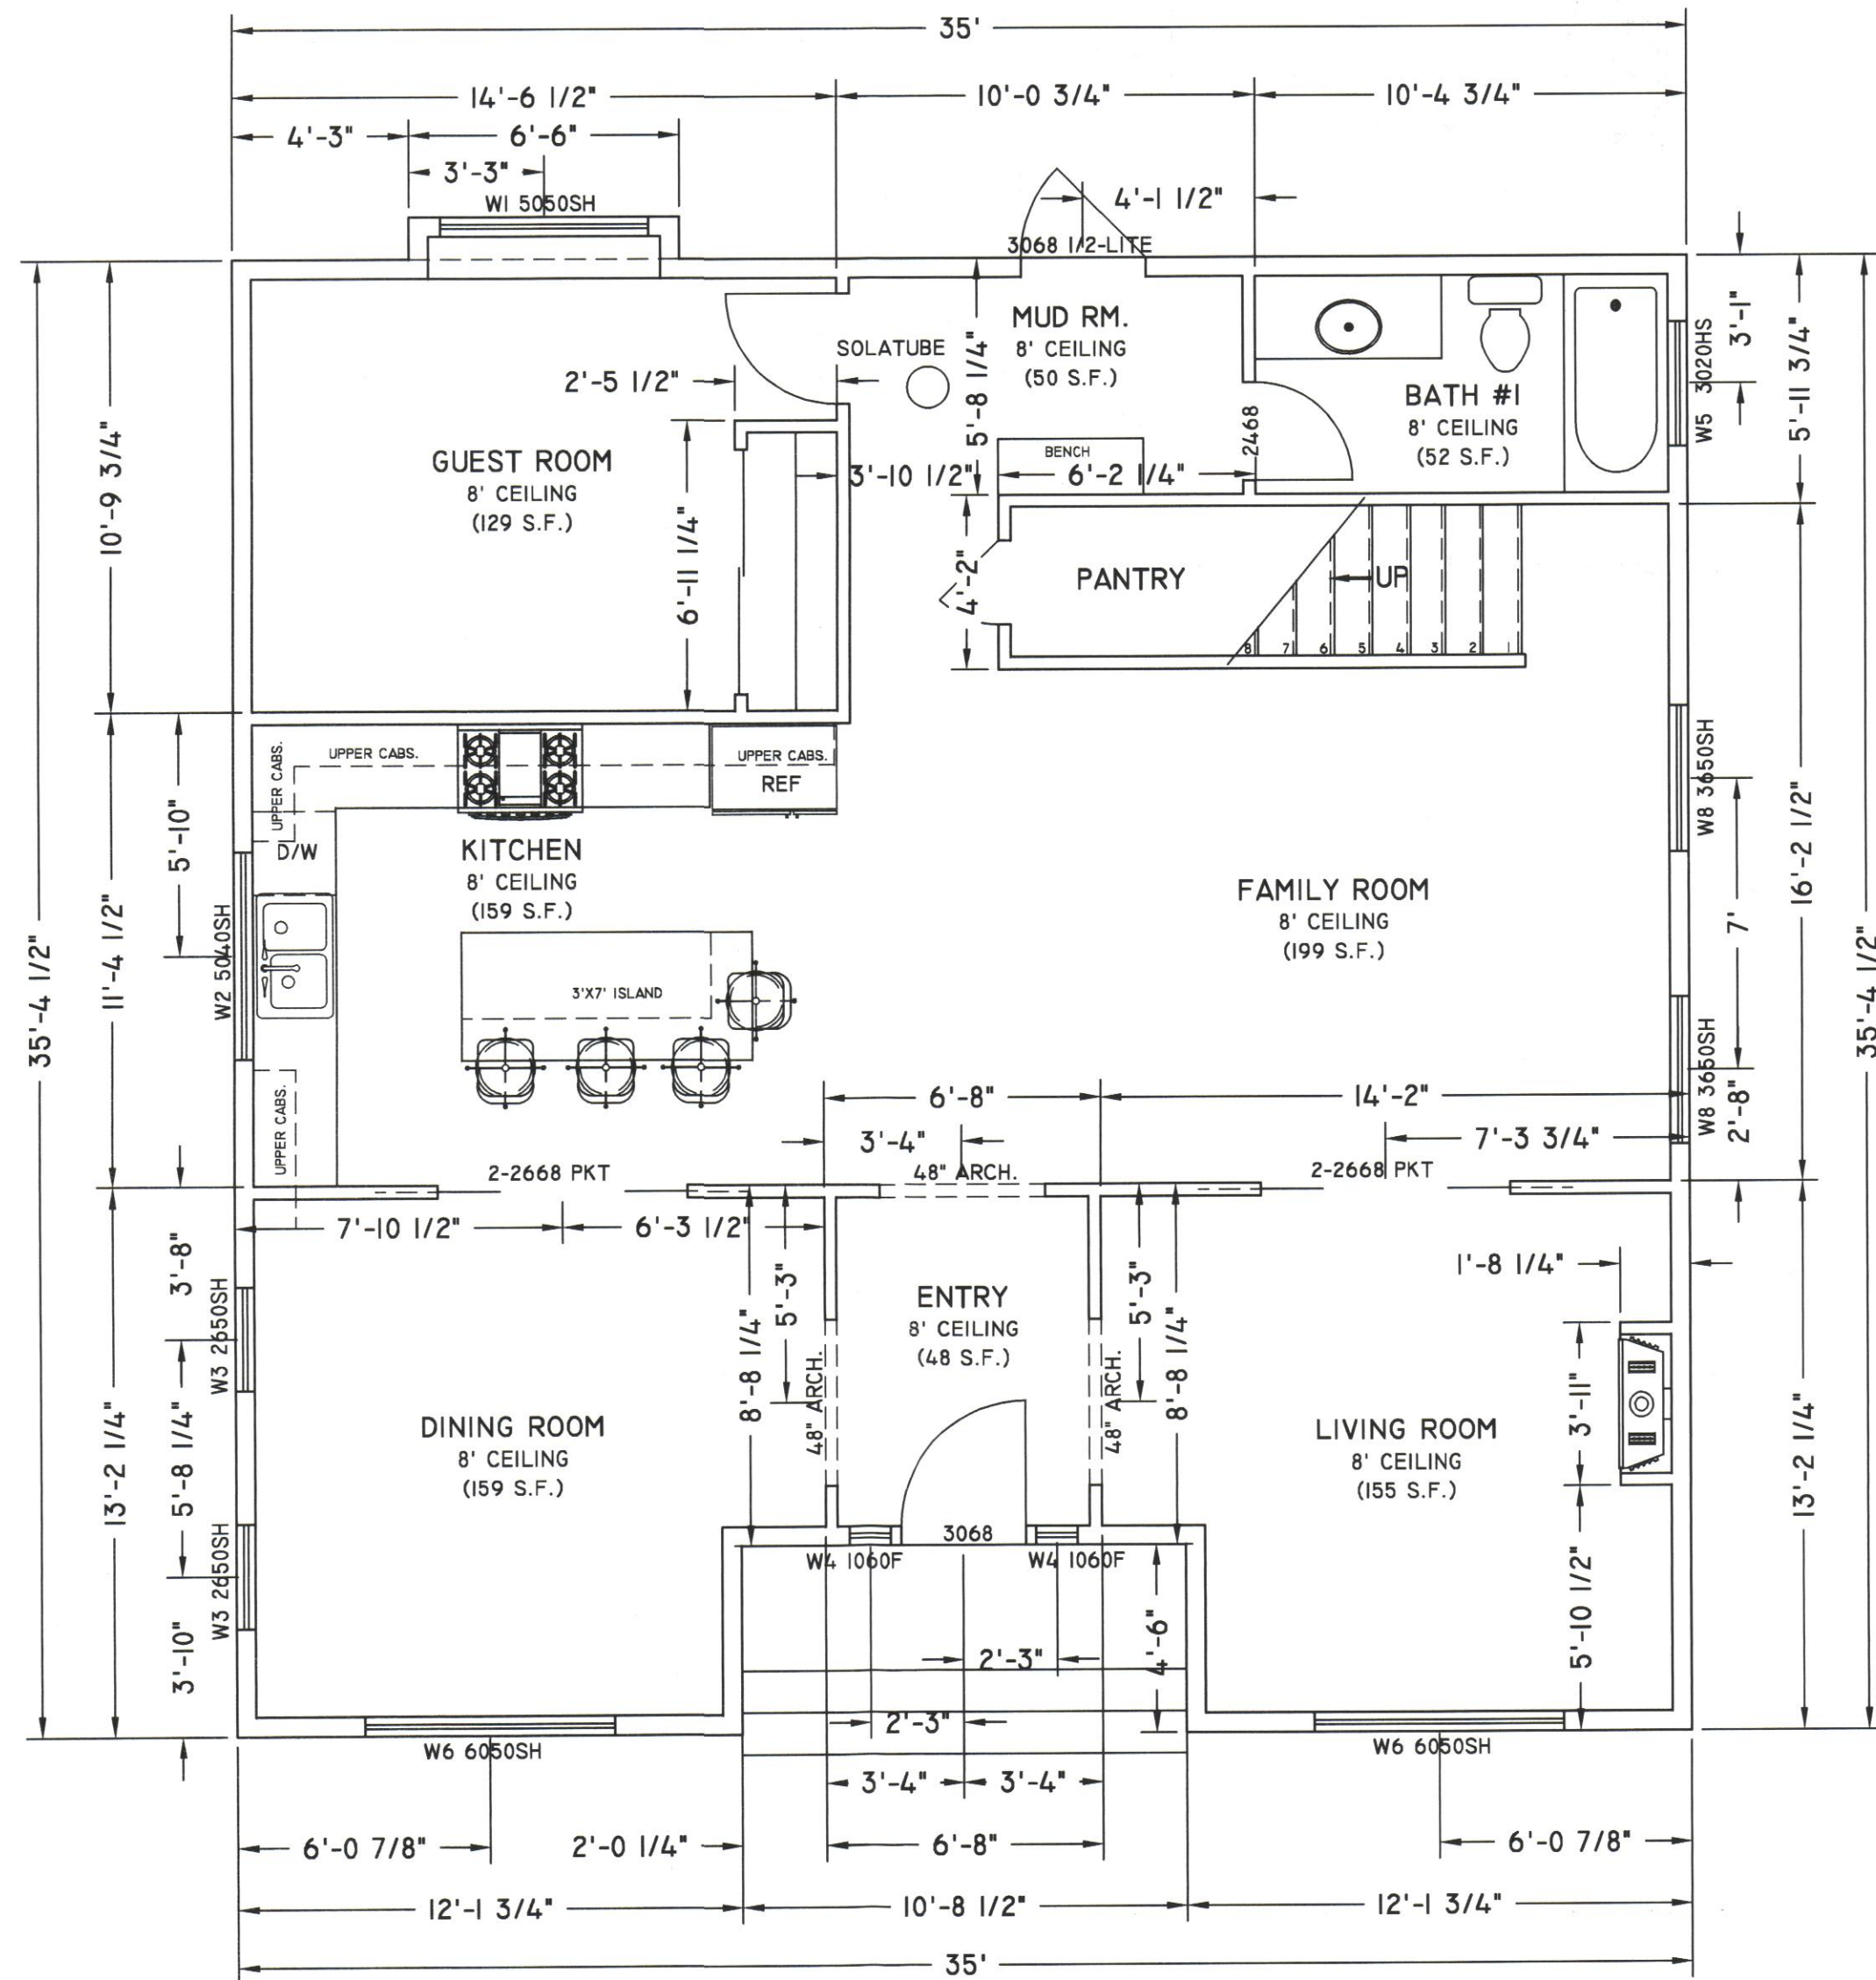 35'
14'-6 1/2"
10'-0 3/4"
10'-4 3/4"
4'-3"
6'-6"
3'-3"
4'-1 1/2"
W1 5050SH
3068 1/2-LITE
MUD RM.
8' CEILING
(50 S.F.)
SOLATUBE
2'-5 1/2"
5'-8 1/4"
3'-1"
W5 3020HS
5'-11 3/4"
BATH #1
8' CEILING
(52 S.F.)
2468
10'-9 3/4"
GUEST ROOM
8' CEILING
(129 S.F.)
BENCH
3'-10 1/2"
6'-2 1/4"
6'-11 1/4"
4'-2"
PANTRY
UP
8 7 6 5 4 3 2 1
UPPER CABS.
UPPER CABS.
UPPER CABS.
REF
5'-10"
D/W
KITCHEN
8' CEILING
(159 S.F.)
W8 3650SH
16'-2 1/2"
FAMILY ROOM
8' CEILING
(199 S.F.)
7'
35'-4 1/2"
11'-4 1/2"
W2 5040SH
35'-4 1/2"
3'X7' ISLAND
W8 3650SH
2'-8"
6'-8"
14'-2"
UPPER CABS.
3'-4"
7'-3 3/4"
2-2668 PKT
48" ARCH.
2-2668 PKT
7'-10 1/2"
6'-3 1/2"
3'-8"
1'-8 1/4"
5'-3"
5'-3"
ENTRY
8' CEILING
(48 S.F.)
W3 2650SH
8'-8 1/4"
8'-8 1/4"
48" ARCH.
48" ARCH.
3'-11"
DINING ROOM
8' CEILING
(159 S.F.)
LIVING ROOM
8' CEILING
(155 S.F.)
13'-2 1/4"
5'-8 1/4"
13'-2 1/4"
3068
W4 1060F
W4 1060F
W3 2650SH
3'-10"
5'-10 1/2"
4'-6"
2'-3"
2'-3"
W6 6050SH
W6 6050SH
3'-4"
3'-4"
6'-0 7/8"
2'-0 1/4"
6'-8"
6'-0 7/8"
12'-1 3/4"
10'-8 1/2"
12'-1 3/4"
35'